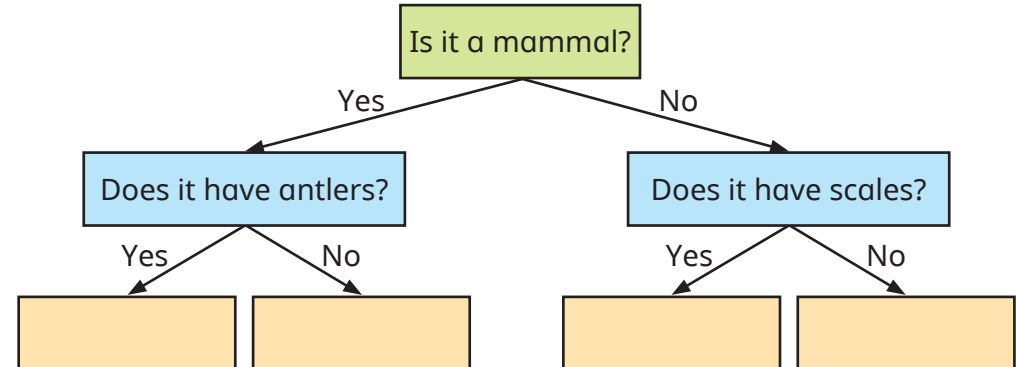 Is it a mammal?
Yes
No
Does it have antlers?
Does it have scales?
Yes
No
Yes
No